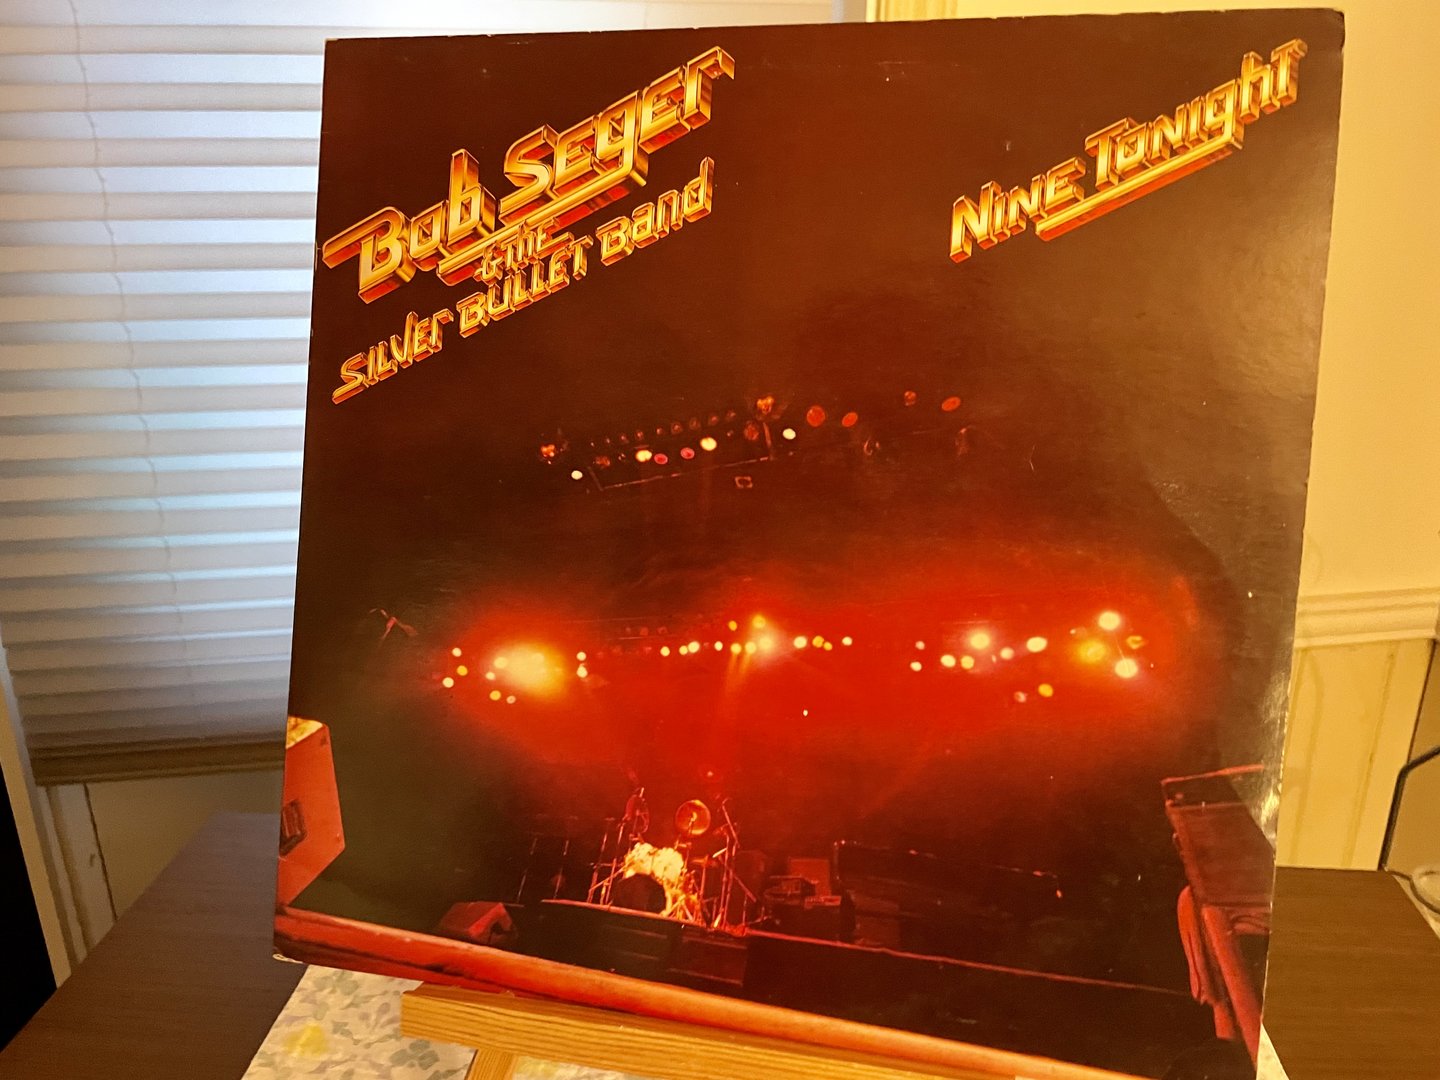 Bob Seger
& THE
Silver Bullet Band
Nine Tonight